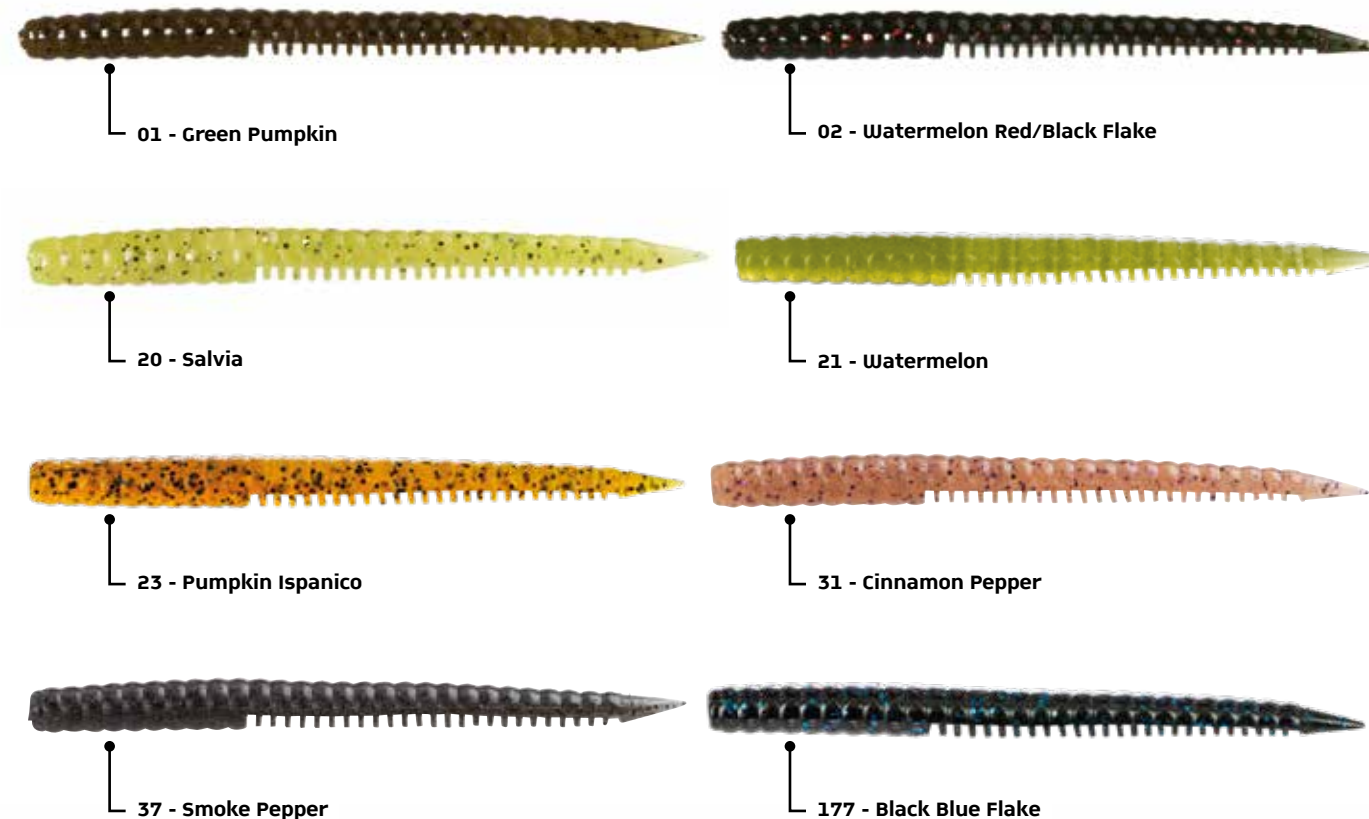 01 - Green Pumpkin
02 - Watermelon Red/Black Flake
20 - Salvia
21 - Watermelon
23 - Pumpkin Ispanico
31 - Cinnamon Pepper
37 - Smoke Pepper
177 - Black Blue Flake